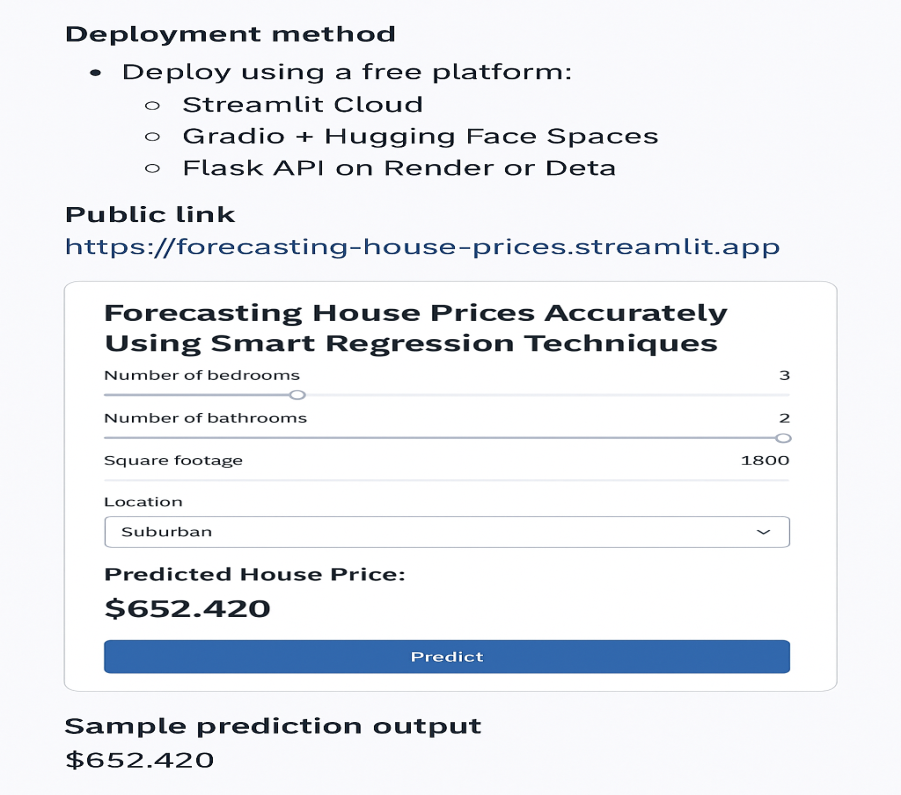 Deployment method
• Deploy using a free platform:
○ Streamlit Cloud
○ Gradio + Hugging Face Spaces
○ Flask API on Render or Deta
Public link
https://forecasting-house-prices.streamlit.app
Forecasting House Prices Accurately
Using Smart Regression Techniques
Number of bedrooms 3
Number of bathrooms 2
Square footage 1800
Location
Suburban
Predicted House Price:
$652.420
Predict
Sample prediction output
$652.420